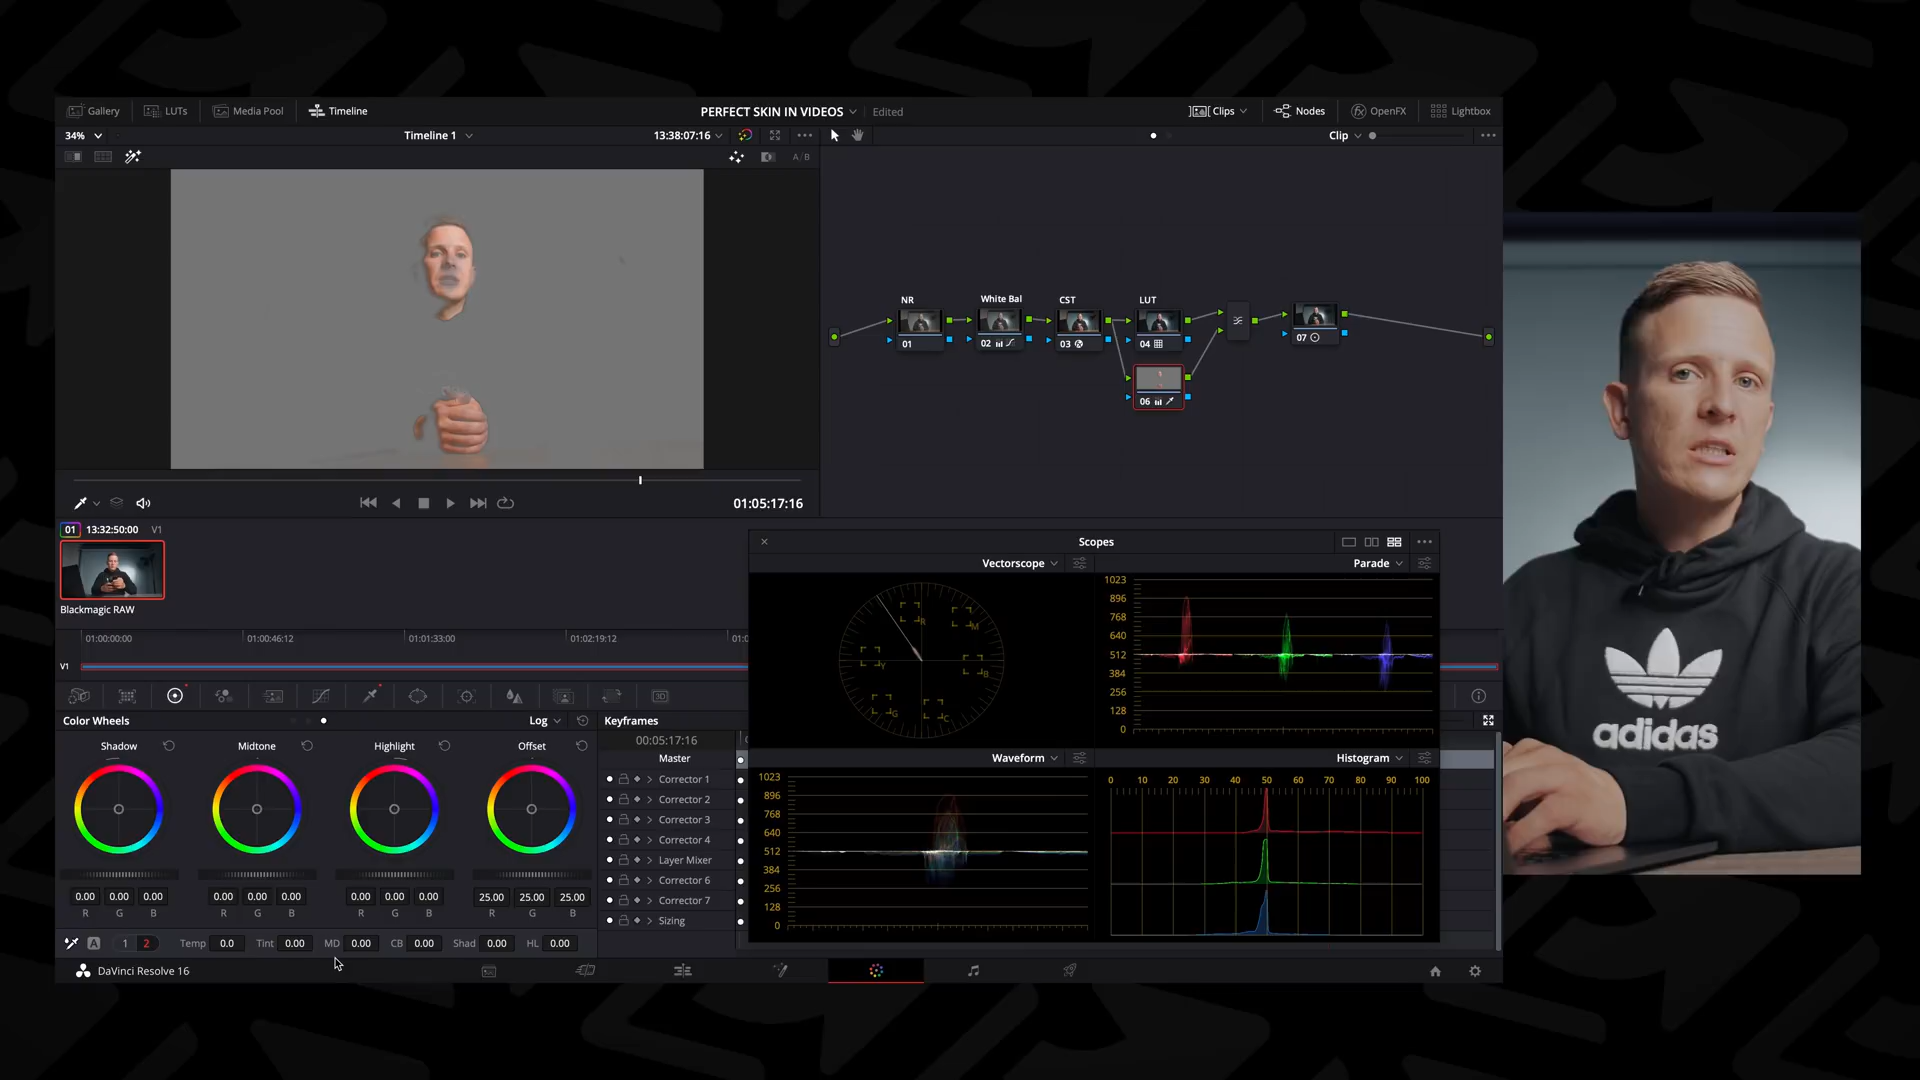 Gallery LUTs Media Pool Timeline PERFECT SKIN IN VIDEOS Edited Clips Nodes OpenFX Lightbox
34% Timeline 1 13:38:07:16 Clip
A/B
NR White Bal CST LUT
01 02 03 04 07
06
01:05:17:16
01 13:32:50:00 V1
Blackmagic RAW
01:00:00:00 01:00:46:12 01:01:33:00 01:02:19:12 01:0
V1
Scopes
Vectorscope Parade
R M Y B G C
1023
896
768
640
512
384
256
128
0
Waveform Histogram
1023
896
768
640
512
384
256
128
0
0 10 20 30 40 50 60 70 80 90 100
3D
Color Wheels Log Keyframes
Shadow Midtone Highlight Offset
00:05:17:16
Master
Corrector 1
Corrector 2
Corrector 3
Corrector 4
Layer Mixer
Corrector 6
Corrector 7
Sizing
0.00 0.00 0.00 0.00 0.00 0.00 0.00 0.00 0.00 25.00 25.00 25.00
R G B R G B R G B R G B
A 1 2 Temp 0.0 Tint 0.00 MD 0.00 CB 0.00 Shad 0.00 HL 0.00
DaVinci Resolve 16
adidas